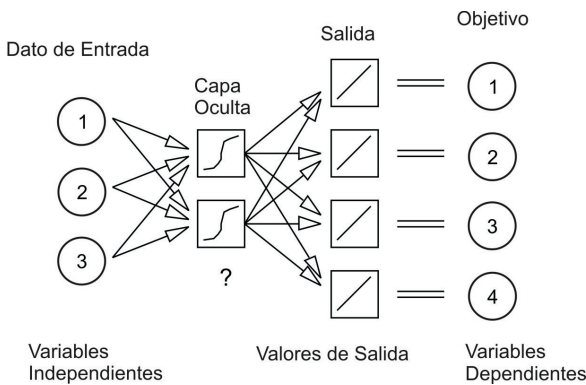 Dato de Entrada
1
2
3
Capa
Oculta
?
Salida
Objetivo
1
2
3
4
Variables
Independientes
Valores de Salida
Variables
Dependientes